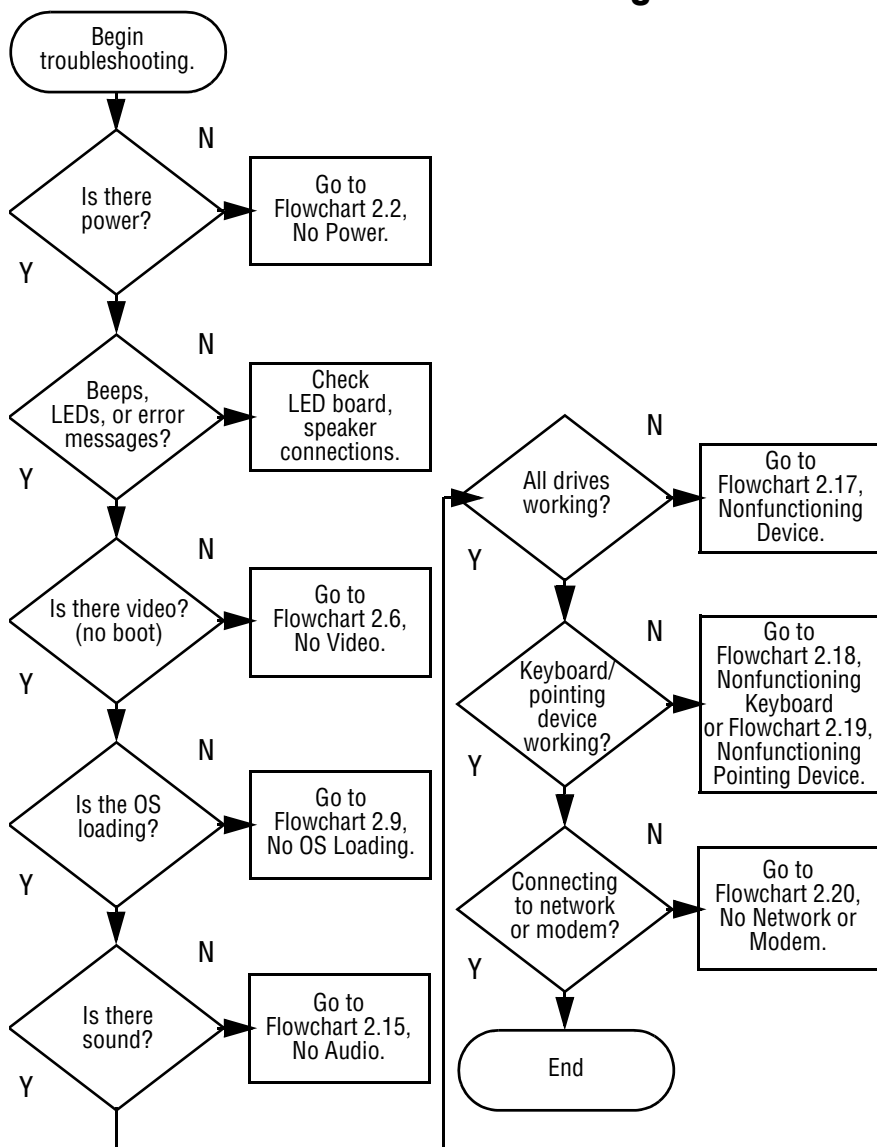 Begin
troubleshooting.
N
Is there
power?
Go to
Flowchart 2.2,
No Power.
Y
N
Beeps,
LEDs, or error
messages?
Check
LED board,
speaker
connections.
Y
N
Is there video?
(no boot)
Go to
Flowchart 2.6,
No Video.
Y
N
Is the OS
loading?
Go to
Flowchart 2.9,
No OS Loading.
Y
N
Is there
sound?
Go to
Flowchart 2.15,
No Audio.
Y
N
All drives
working?
Go to
Flowchart 2.17,
Nonfunctioning
Device.
Y
N
Keyboard/
pointing
device
working?
Go to
Flowchart 2.18,
Nonfunctioning
Keyboard
or Flowchart 2.19,
Nonfunctioning
Pointing Device.
Y
N
Connecting
to network
or modem?
Go to
Flowchart 2.20,
No Network or
Modem.
Y
End